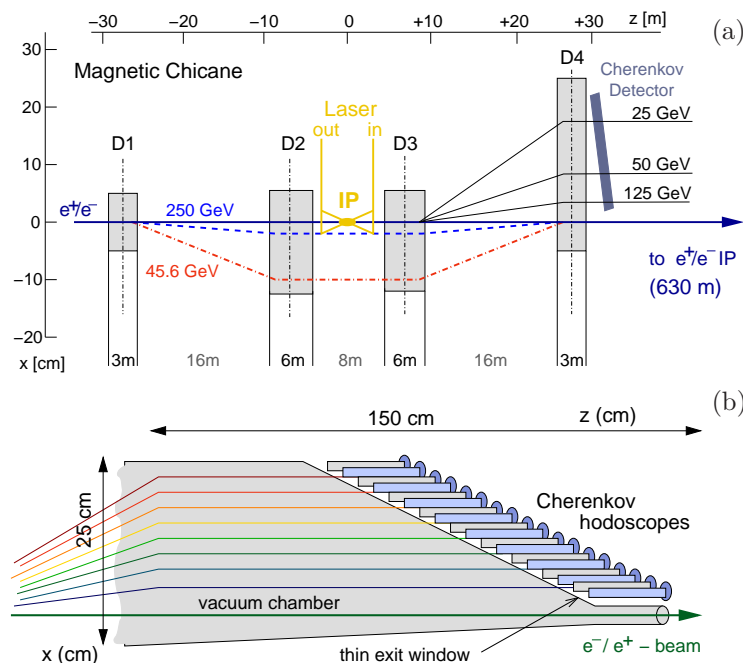 −30 −20 −10 0 +10 +20 +30 z [m]
(a)
30
20
10
0
−10
−20
x [cm]
Magnetic Chicane
D1
D2
D3
D4
Laser
out in
IP
Cherenkov
Detector
25 GeV
50 GeV
125 GeV
e+/e−
250 GeV
45.6 GeV
to e+/e− IP
(630 m)
3m 16m 6m 8m 6m 16m 3m
(b)
150 cm z (cm)
25 cm
Cherenkov
hodoscopes
vacuum chamber
x (cm)
thin exit window
e−/ e+ − beam